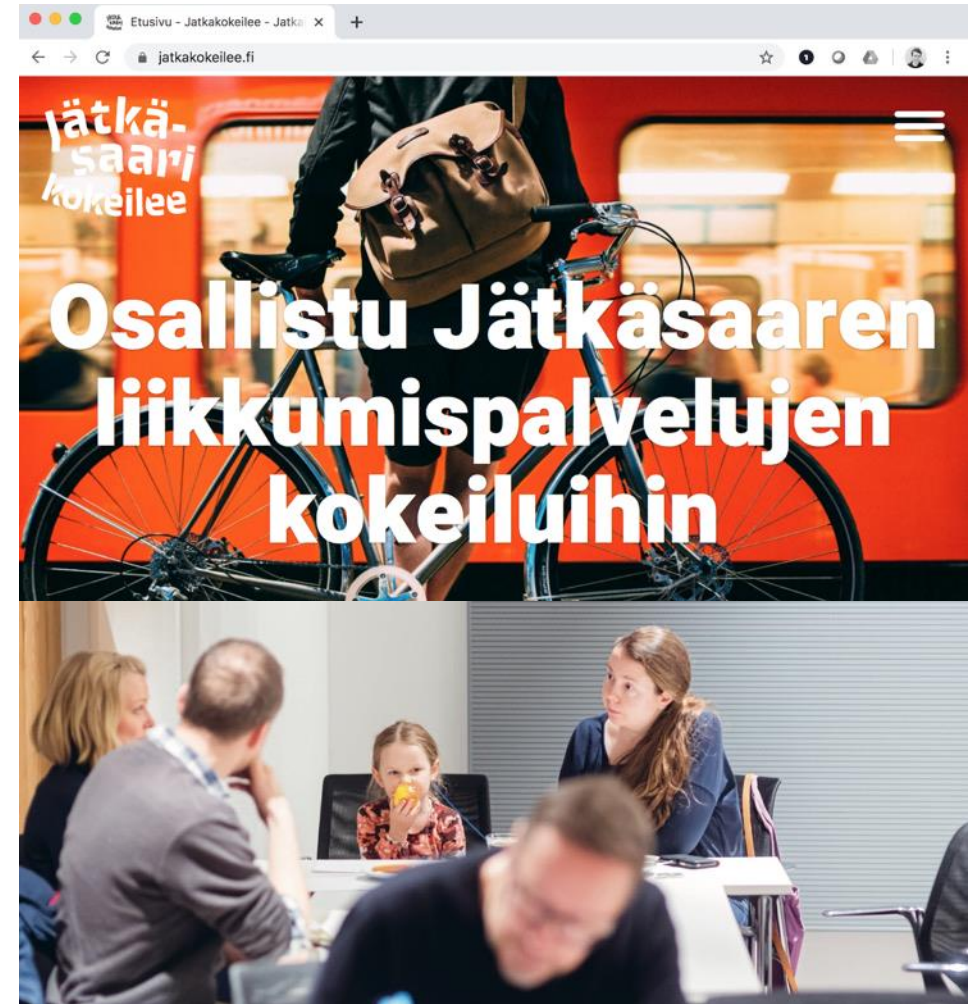 Etusivu - Jatkakokeilee - Jatka
jatkakokeilee.fi
Jätkä-
saari
kokeilee
Osallistu Jätkäsaaren
liikkumispalvelujen
kokeiluihin